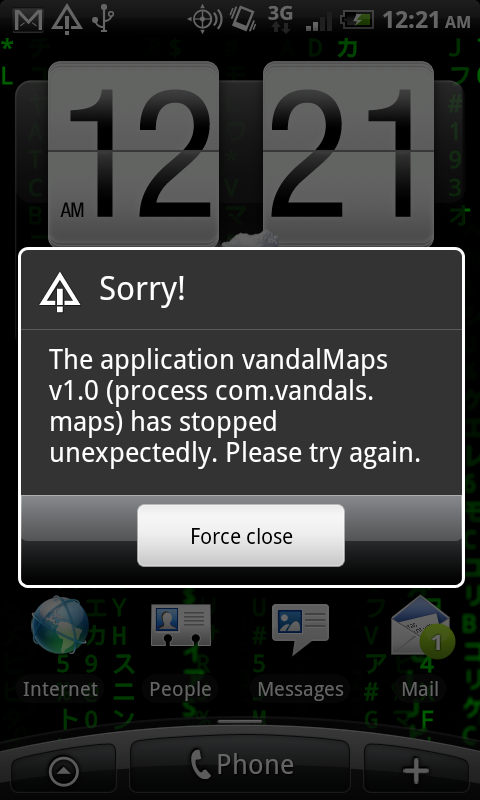 3G
12:21 AM
AM 12 21
Sorry!
The application vandalMaps
v1.0 (process com.vandals.
maps) has stopped
unexpectedly. Please try again.
Force close
1
Internet People Messages Mail
Phone